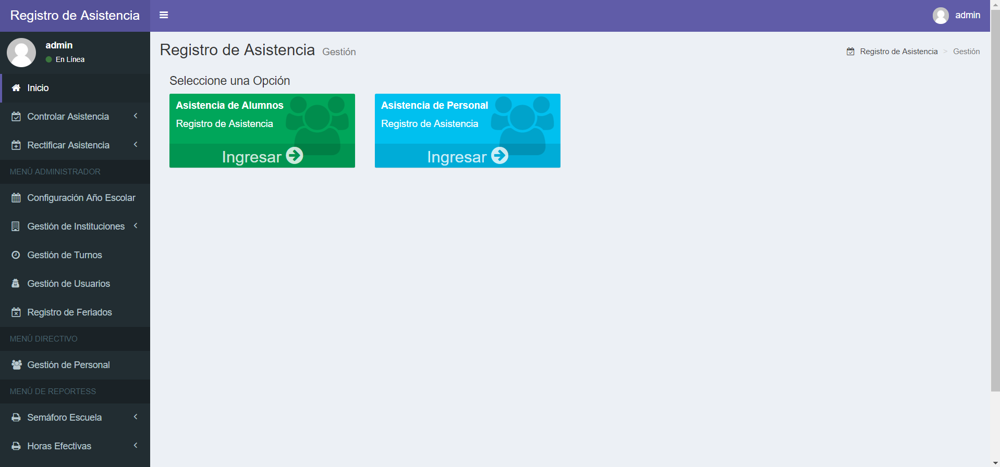 Registro de Asistencia
admin
admin
En Línea
Inicio
Controlar Asistencia
Rectificar Asistencia
MENÚ ADMINISTRADOR
Configuración Año Escolar
Gestión de Instituciones
Gestión de Turnos
Gestión de Usuarios
Registro de Feriados
MENÚ DIRECTIVO
Gestión de Personal
MENÚ DE REPORTESS
Semáforo Escuela
Horas Efectivas
Registro de Asistencia Gestión
Registro de Asistencia > Gestión
Seleccione una Opción
Asistencia de Alumnos
Registro de Asistencia
Ingresar
Asistencia de Personal
Registro de Asistencia
Ingresar